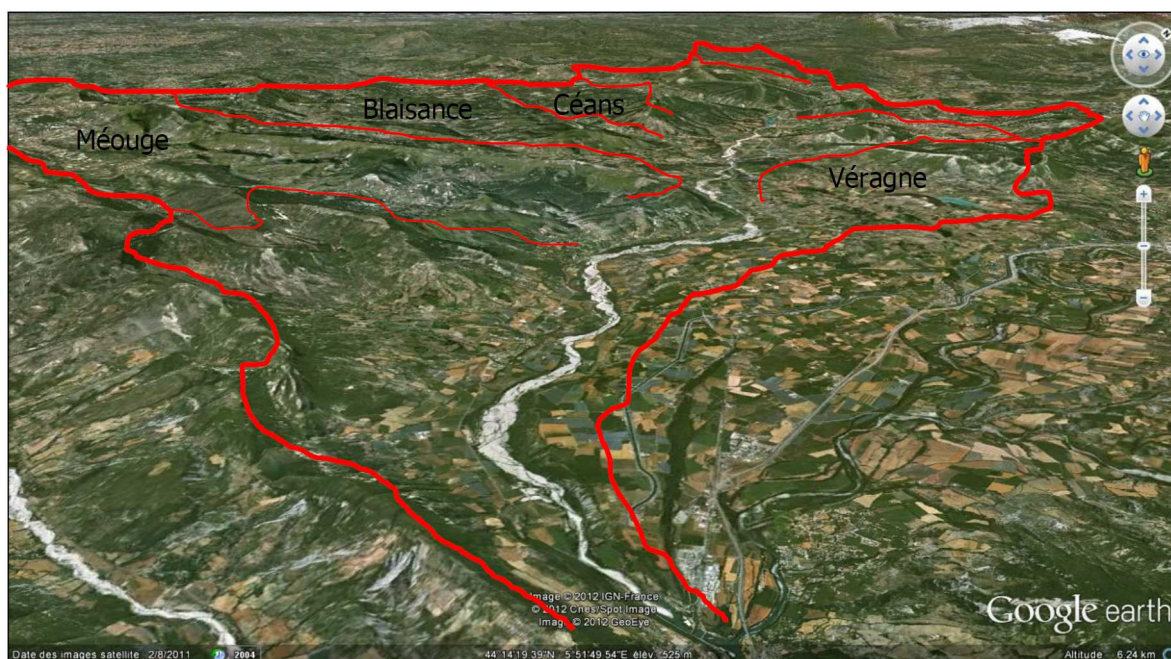 Céans
Blaisance
Méouge
Véragne
Image © 2012 IGN-France
© 2012 Cnes/Spot Image
Image © 2012 GeoEye
Google earth
Date des images satellite : 2/8/2011 2004 44°14'19.39"N 5°51'49.54"E élév. 525 m Altitude 6.24 km